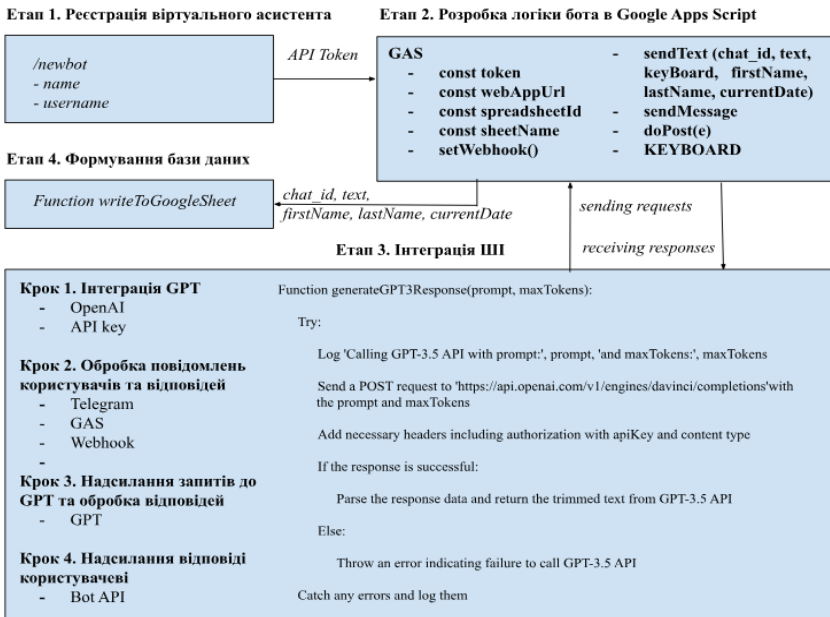 Етап 1. Реєстрація віртуального асистента
/newbot
- name
- username
API Token
Етап 2. Розробка логіки бота в Google Apps Script
GAS
- const token
- const webAppUrl
- const spreadsheetId
- const sheetName
- setWebhook()
- sendText (chat_id, text,
keyBoard, firstName,
lastName, currentDate)
- sendMessage
- doPost(e)
- KEYBOARD
Етап 4. Формування бази даних
Function writeToGoogleSheet
chat_id, text,
firstName, lastName, currentDate
sending requests
receiving responses
Етап 3. Інтеграція ШІ
Крок 1. Інтеграція GPT
- OpenAI
- API key
Крок 2. Обробка повідомлень
користувачів та відповідей
- Telegram
- GAS
- Webhook
-
Крок 3. Надсилання запитів до
GPT та обробка відповідей
- GPT
Крок 4. Надсилання відповіді
користувачеві
- Bot API
Function generateGPT3Response(prompt, maxTokens):
Try:
Log 'Calling GPT-3.5 API with prompt:', prompt, 'and maxTokens:', maxTokens
Send a POST request to 'https://api.openai.com/v1/engines/davinci/completions'with
the prompt and maxTokens
Add necessary headers including authorization with apiKey and content type
If the response is successful:
Parse the response data and return the trimmed text from GPT-3.5 API
Else:
Throw an error indicating failure to call GPT-3.5 API
Catch any errors and log them